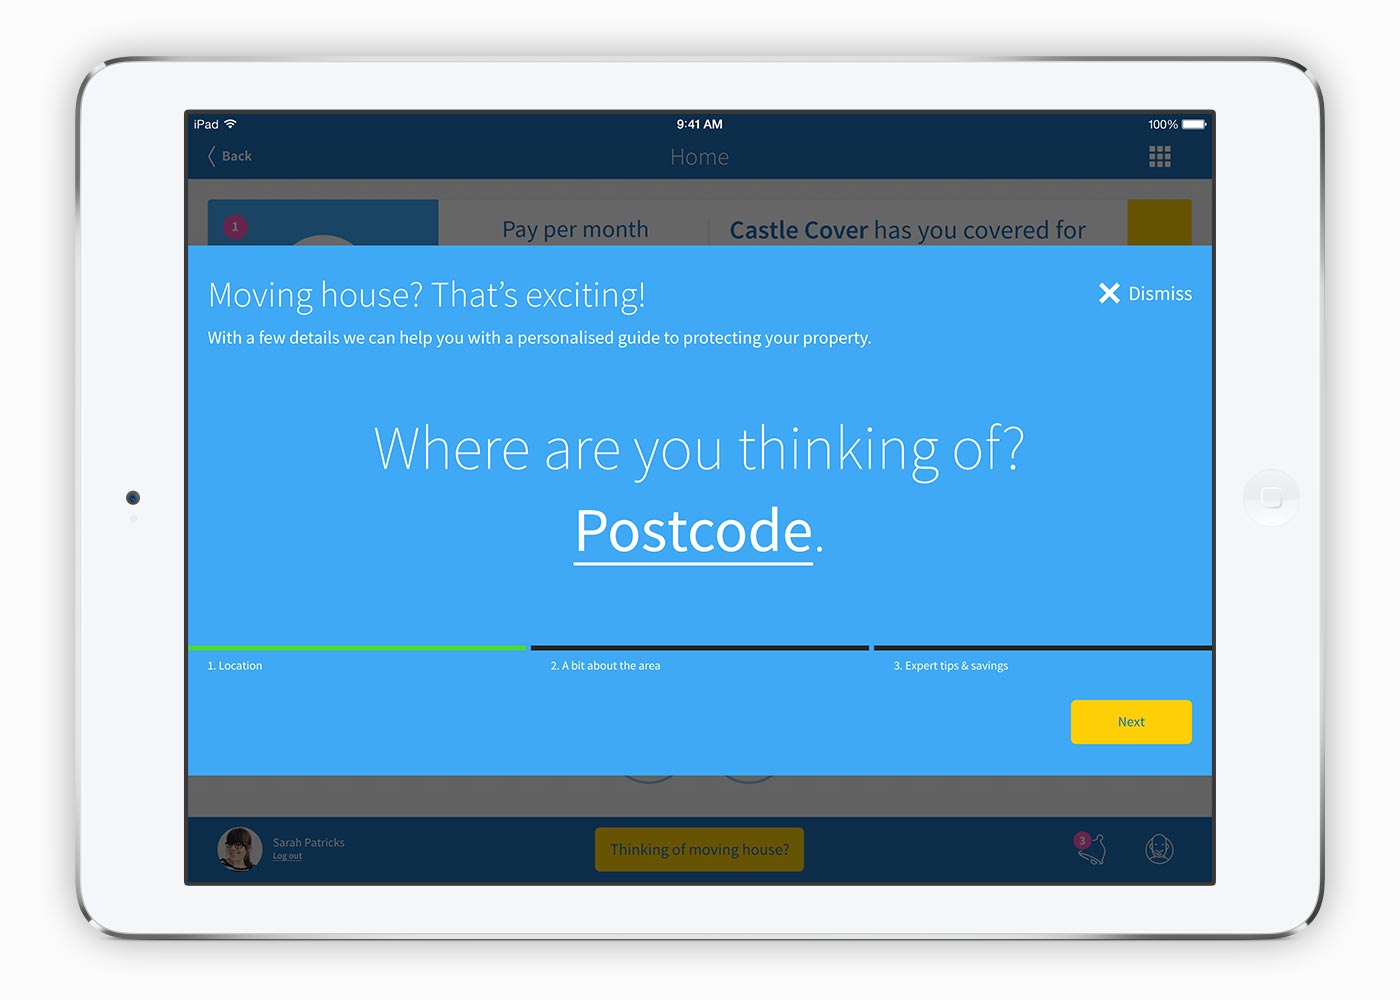 iPad 9:41 AM 100%
Back Home
1
Pay per month Castle Cover has you covered for
Moving house? That's exciting!
Dismiss
With a few details we can help you with a personalised guide to protecting your property.
Where are you thinking of?
Postcode.
1. Location 2. A bit about the area 3. Expert tips & savings
Next
Sarah Patricks
Log out
Thinking of moving house?
3